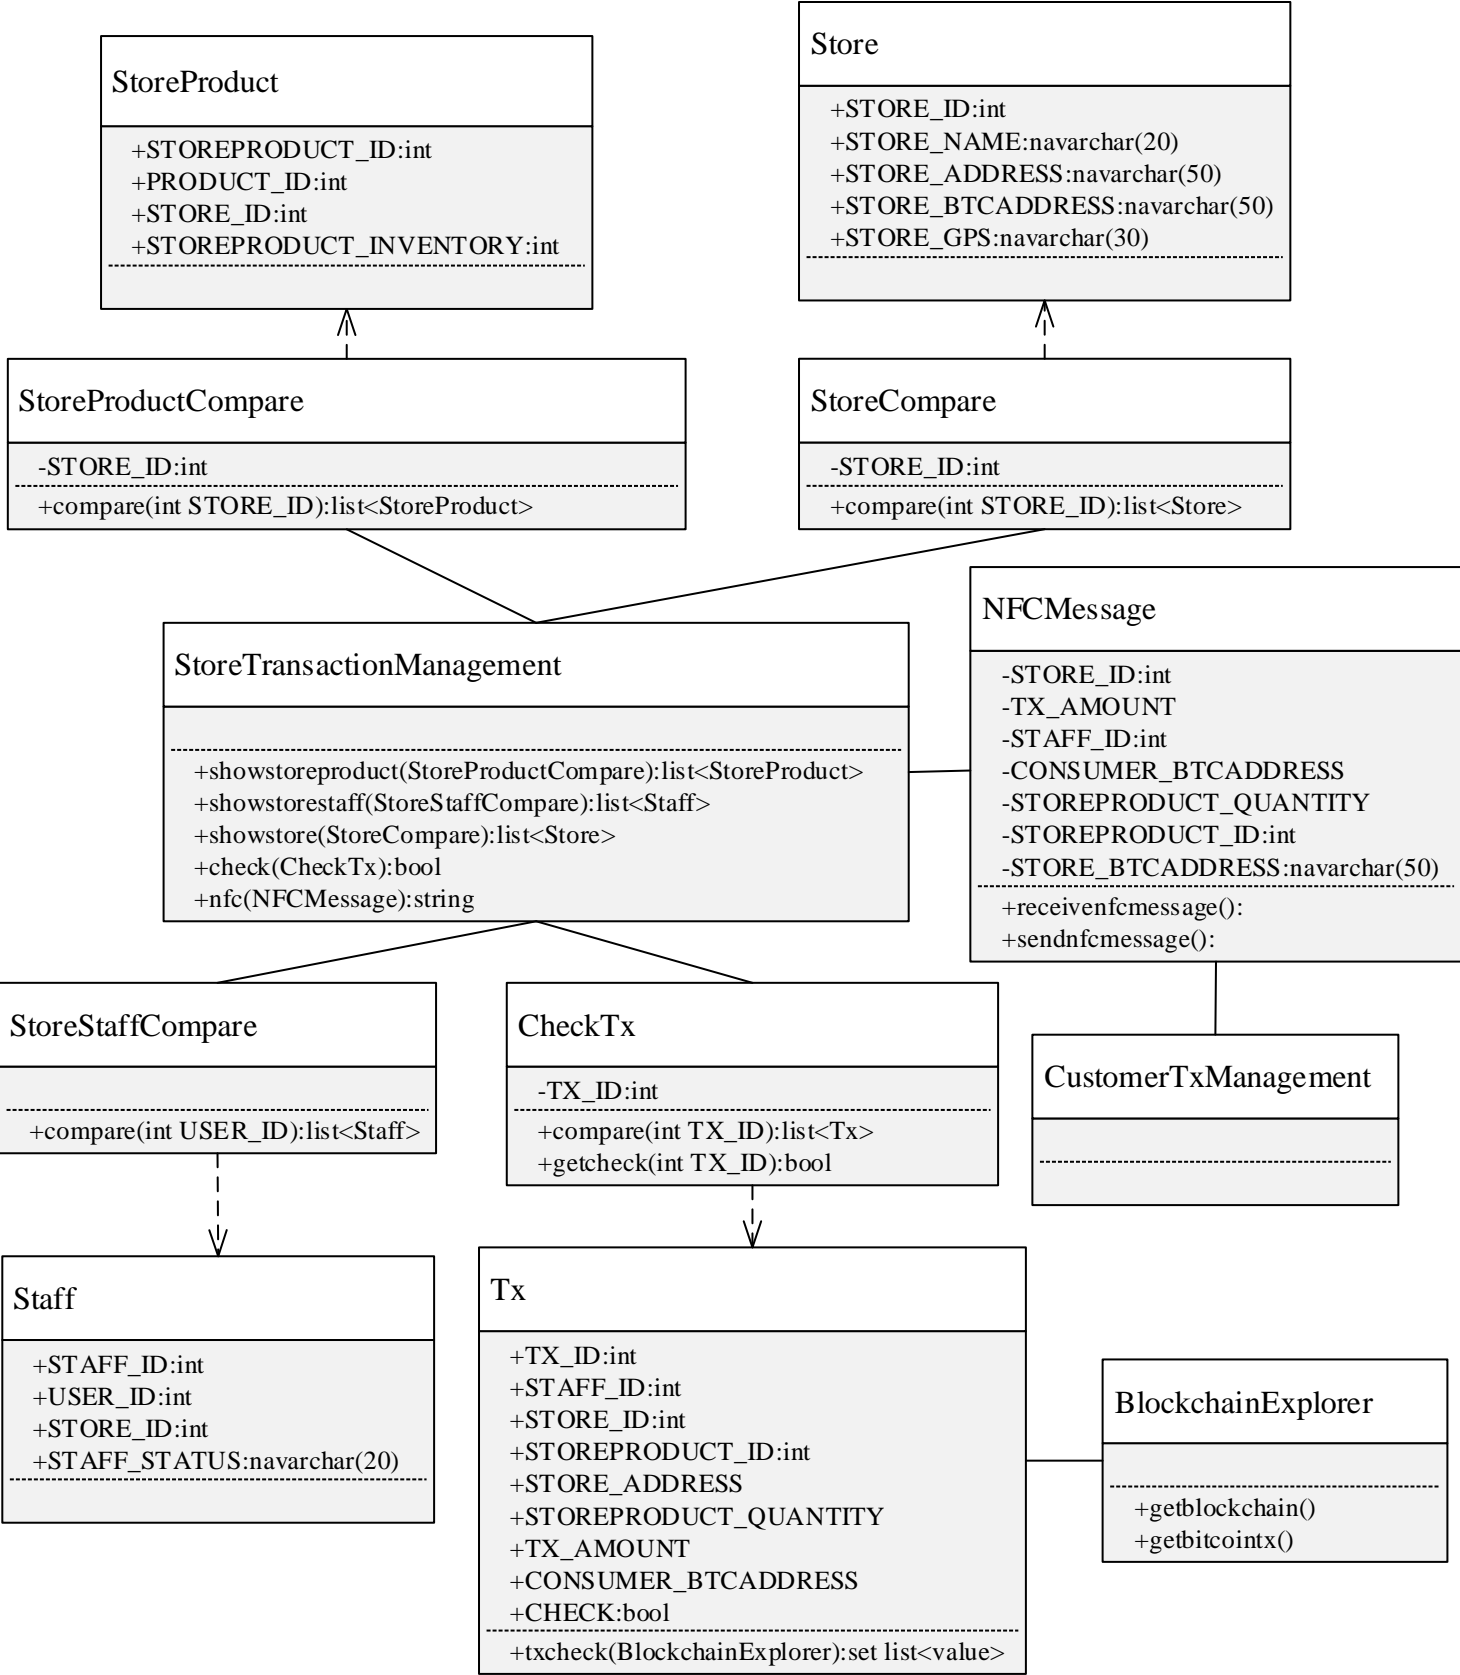 StoreProduct
+STOREPRODUCT_ID:int
+PRODUCT_ID:int
+STORE_ID:int
+STOREPRODUCT_INVENTORY:int
Store
+STORE_ID:int
+STORE_NAME:navarchar(20)
+STORE_ADDRESS:navarchar(50)
+STORE_BTCADDRESS:navarchar(50)
+STORE_GPS:navarchar(30)
StoreProductCompare
-STORE_ID:int
+compare(int STORE_ID):list<StoreProduct>
StoreCompare
-STORE_ID:int
+compare(int STORE_ID):list<Store>
StoreTransactionManagement
+showstoreproduct(StoreProductCompare):list<StoreProduct>
+showstorestaff(StoreStaffCompare):list<Staff>
+showstore(StoreCompare):list<Store>
+check(CheckTx):bool
+nfc(NFCMessage):string
NFCMessage
-STORE_ID:int
-TX_AMOUNT
-STAFF_ID:int
-CONSUMER_BTCADDRESS
-STOREPRODUCT_QUANTITY
-STOREPRODUCT_ID:int
-STORE_BTCADDRESS:navarchar(50)
+receivenfcmessage():
+sendnfcmessage():
StoreStaffCompare
+compare(int USER_ID):list<Staff>
CheckTx
-TX_ID:int
+compare(int TX_ID):list<Tx>
+getcheck(int TX_ID):bool
CustomerTxManagement
Staff
+STAFF_ID:int
+USER_ID:int
+STORE_ID:int
+STAFF_STATUS:navarchar(20)
Tx
+TX_ID:int
+STAFF_ID:int
+STORE_ID:int
+STOREPRODUCT_ID:int
+STORE_ADDRESS
+STOREPRODUCT_QUANTITY
+TX_AMOUNT
+CONSUMER_BTCADDRESS
+CHECK:bool
+txcheck(BlockchainExplorer):set list<value>
BlockchainExplorer
+getblockchain()
+getbitcointx()